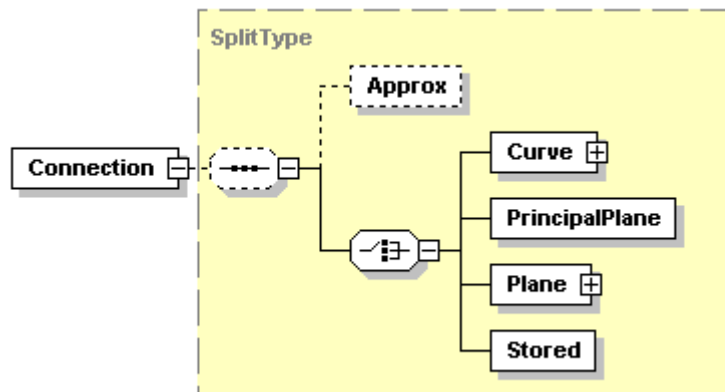 SplitType
Approx
Connection
Curve
PrincipalPlane
Plane
Stored